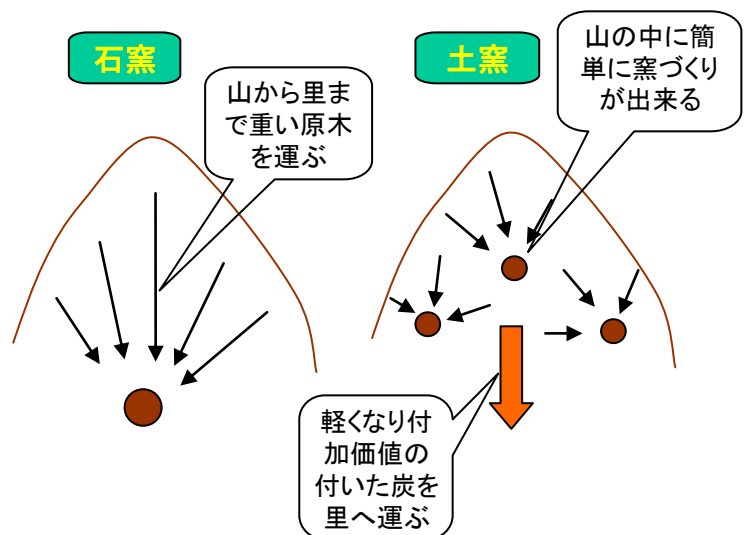 石窯
山から里ま
で重い原木
を運ぶ
土窯
山の中に簡
単に窯づくり
が出来る
軽くなり付
加価値の
付いた炭を
里へ運ぶ